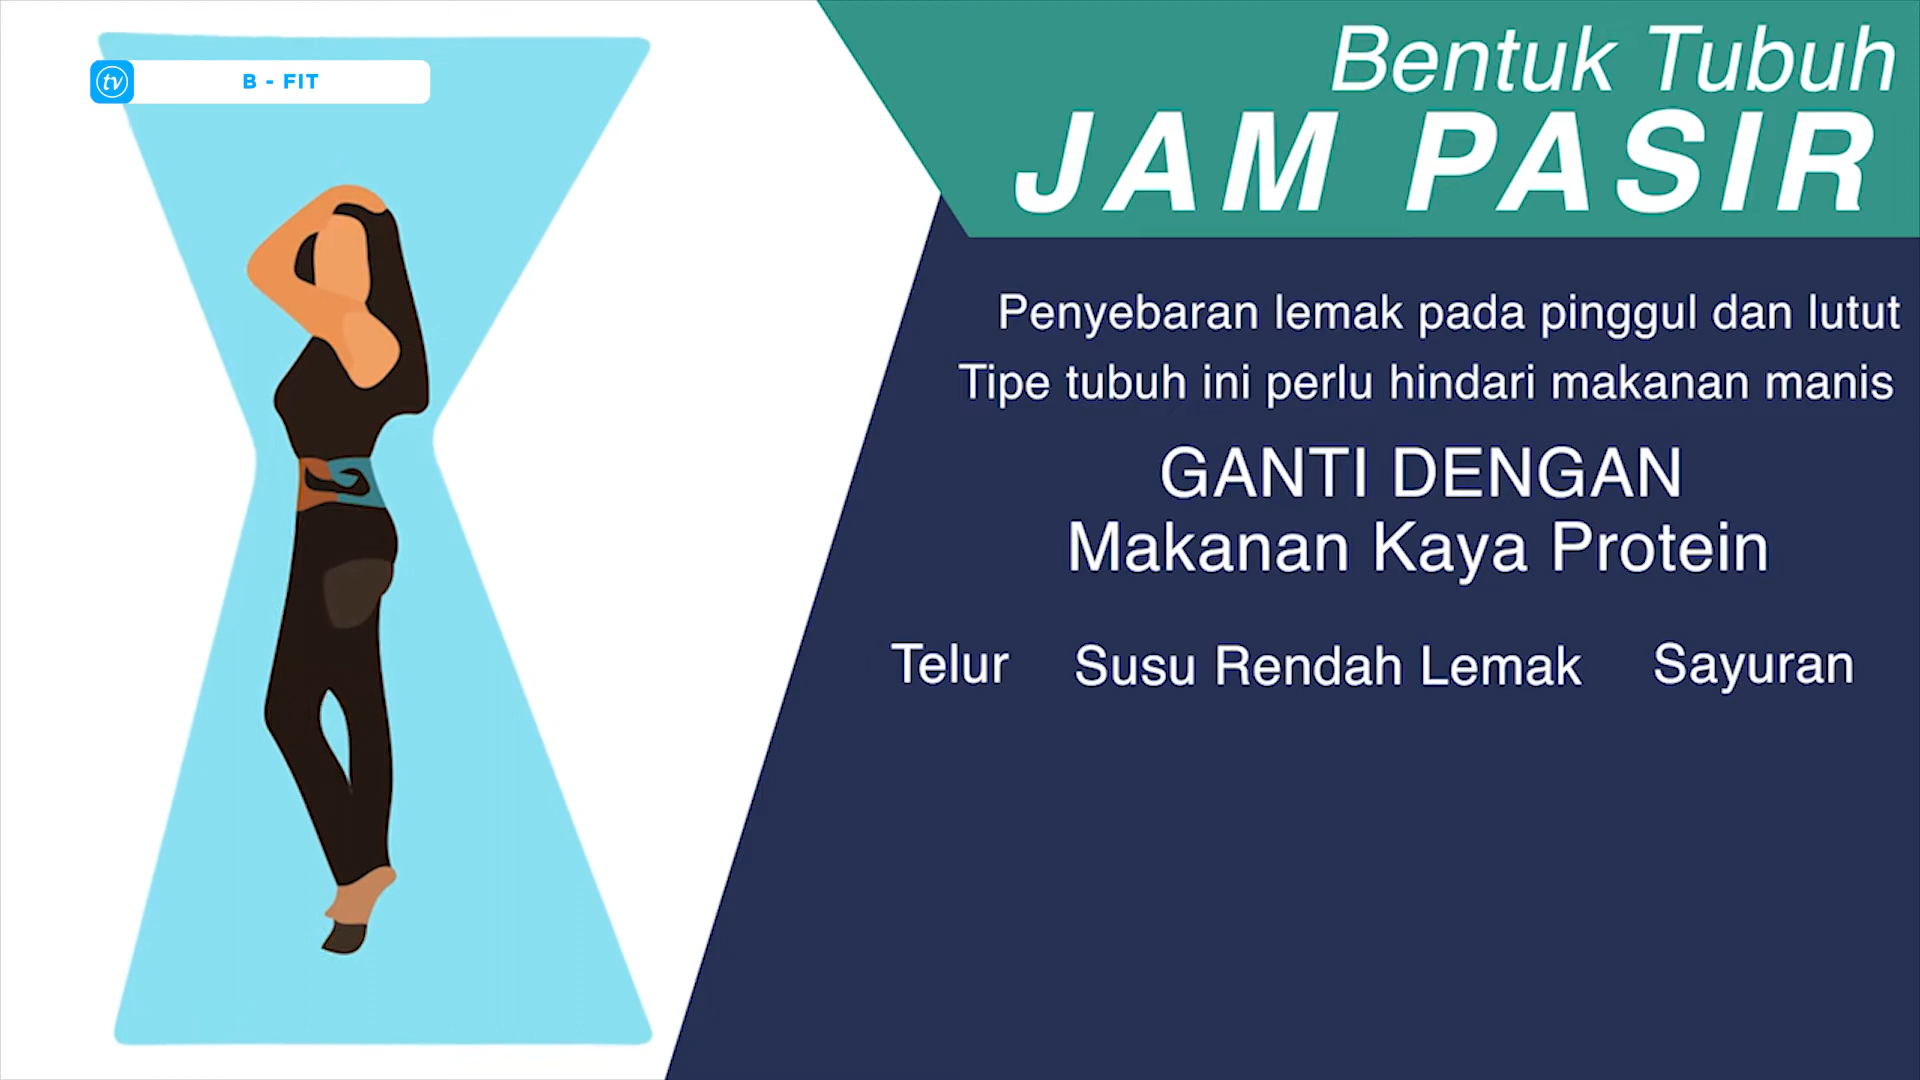 tv B - FIT
Bentuk Tubuh
JAM PASIR
Penyebaran lemak pada pinggul dan lutut
Tipe tubuh ini perlu hindari makanan manis
GANTI DENGAN
Makanan Kaya Protein
Telur Susu Rendah Lemak Sayuran